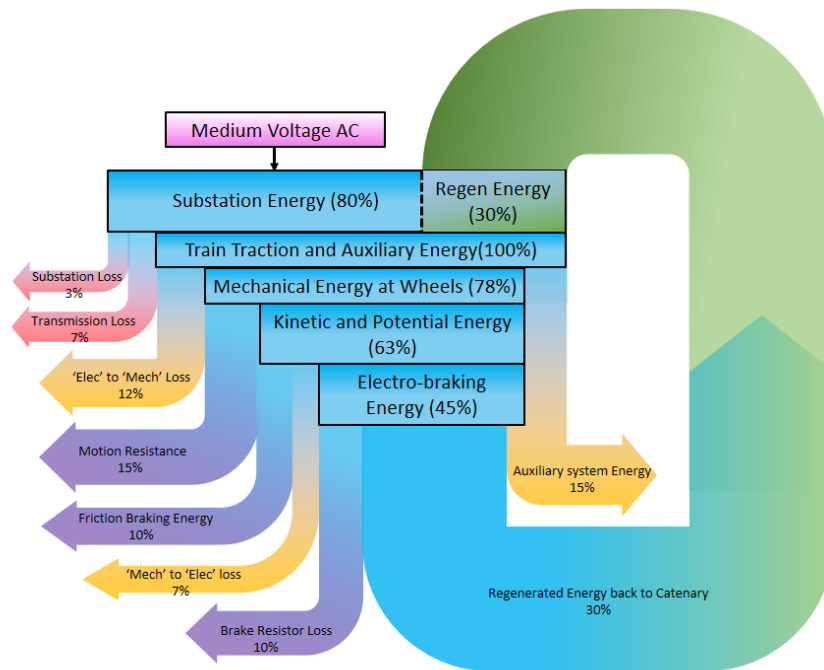 Medium Voltage AC
Substation Energy (80%)
Regen Energy
(30%)
Train Traction and Auxiliary Energy(100%)
Substation Loss
3%
Mechanical Energy at Wheels (78%)
Transmission Loss
7%
Kinetic and Potential Energy
(63%)
‘Elec’ to ‘Mech’ Loss
12%
Electro-braking
Energy (45%)
Motion Resistance
15%
Auxiliary system Energy
15%
Friction Braking Energy
10%
‘Mech’ to ‘Elec’ loss
7%
Regenerated Energy back to Catenary
30%
Brake Resistor Loss
10%